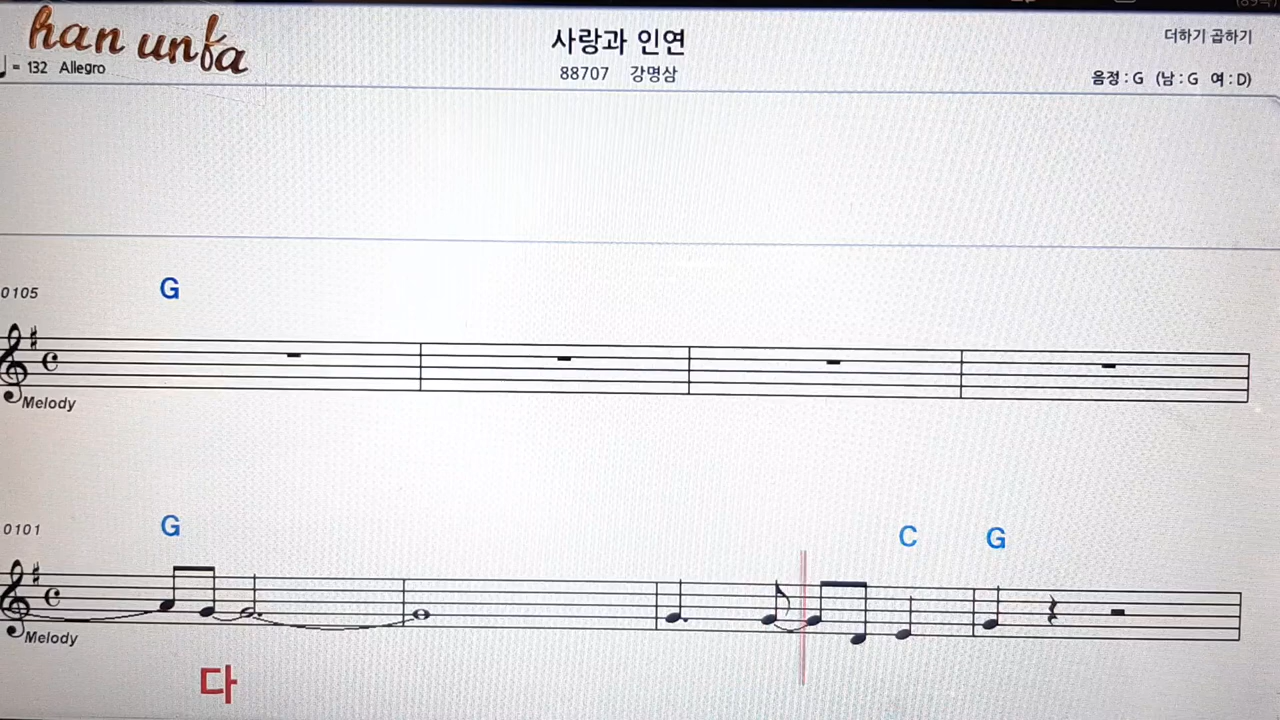 han unfa
사랑과 인연
더하기 곱하기
= 132 Allegro
88707 강명삼
음정 : G (남 : G 여 : D)
0105
G
Melody
0101
G
C
G
Melody
다